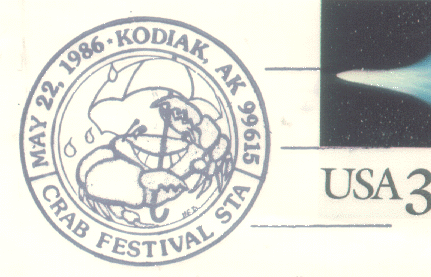 MAY 22, 1986 · KODIAK, AK 99615
CRAB FESTIVAL STA
USA 3